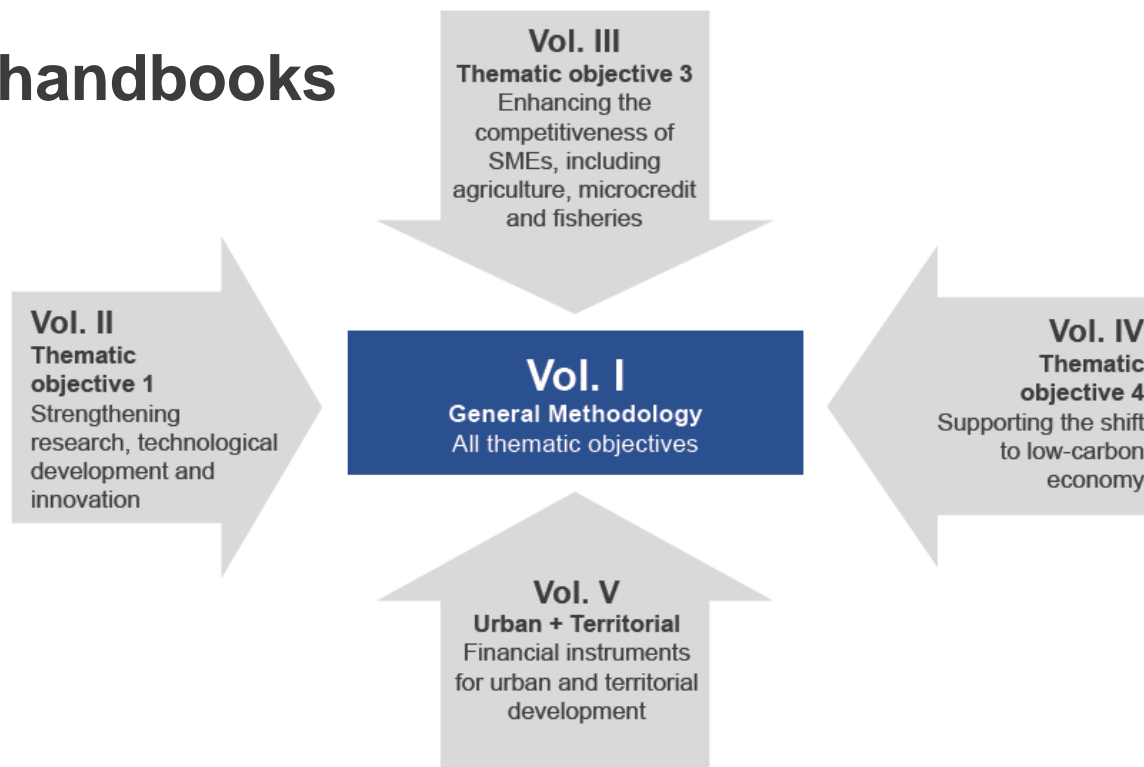 handbooks
Vol. III
Thematic objective 3
Enhancing the
competitiveness of
SMEs, including
agriculture, microcredit
and fisheries
Vol. II
Thematic
objective 1
Strengthening
research, technological
development and
innovation
Vol. I
General Methodology
All thematic objectives
Vol. IV
Thematic
objective 4
Supporting the shift
to low-carbon
economy
Vol. V
Urban + Territorial
Financial instruments
for urban and territorial
development